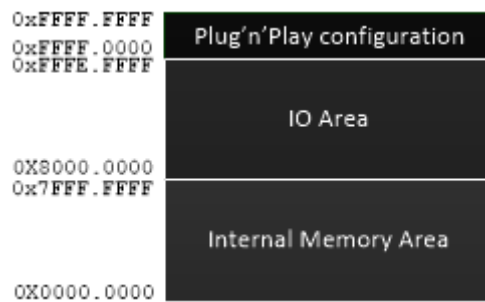 0xFFFF.FFFF
Plug'n'Play configuration
0xFFFF.0000
0xFFFE.FFFF
IO Area
0X8000.0000
0x7FFF.FFFF
Internal Memory Area
0X0000.0000